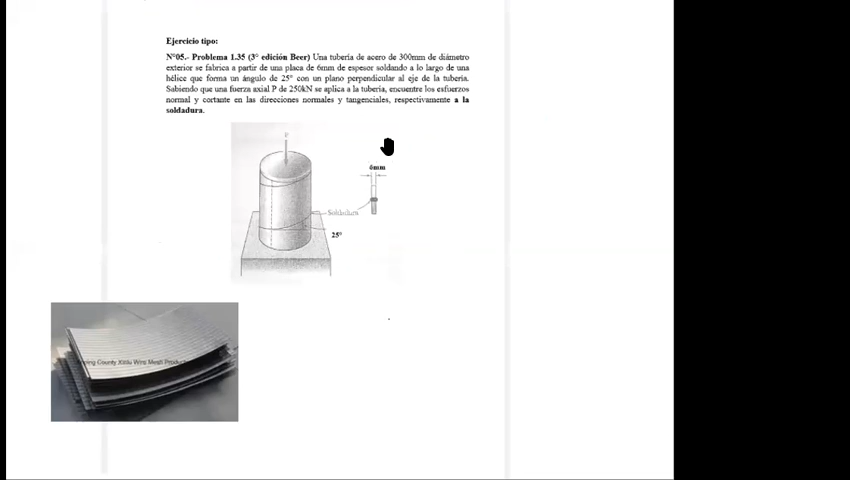 Ejercicio tipo:
N°05.- Problema 1.35 (3° edición Beer) Una tubería de acero de 300mm de diámetro
exterior se fabrica a partir de una placa de 6mm de espesor soldando a lo largo de una
hélice que forma un ángulo de 25° con un plano perpendicular al eje de la tubería.
Sabiendo que una fuerza axial P de 250kN se aplica a la tubería, encuentre los esfuerzos
normal y cortante en las direcciones normales y tangenciales, respectivamente a la
soldadura.
P
6mm
Soldadura
25°
County Wire Mesh